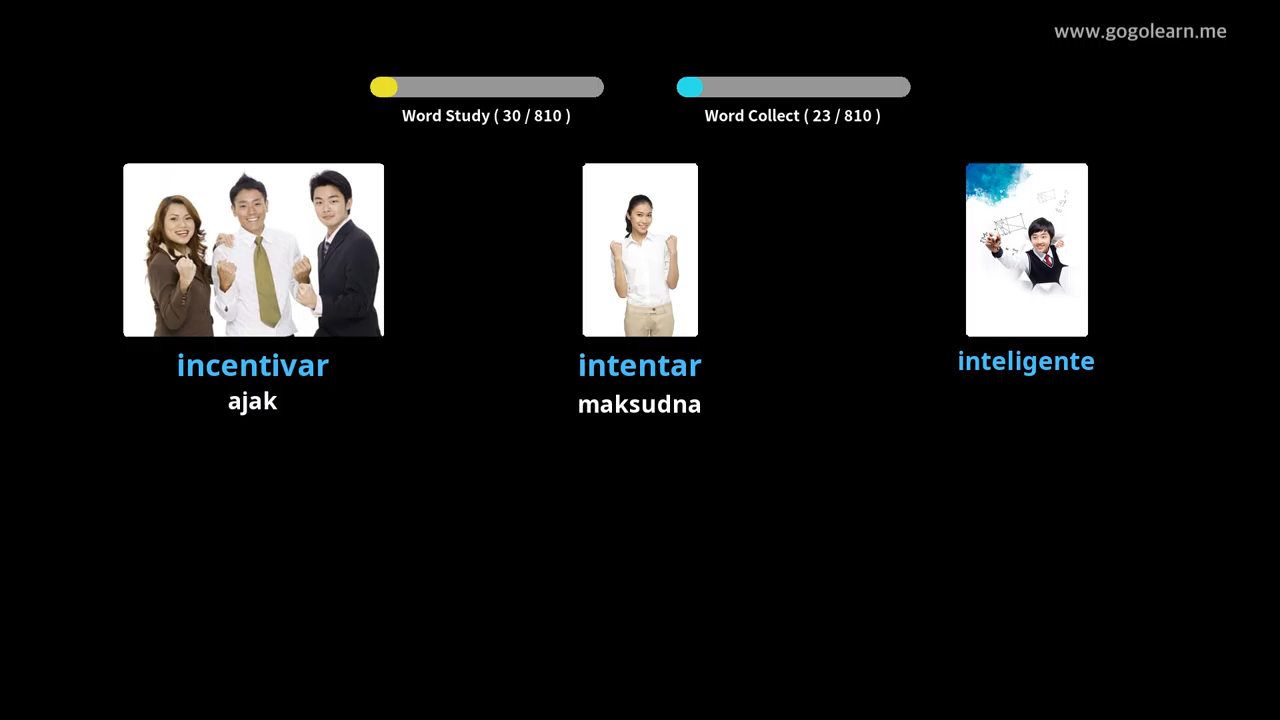 www.gogolearn.me
Word Study ( 30 / 810 )
Word Collect ( 23 / 810 )
incentivar
ajak
intentar
maksudna
inteligente